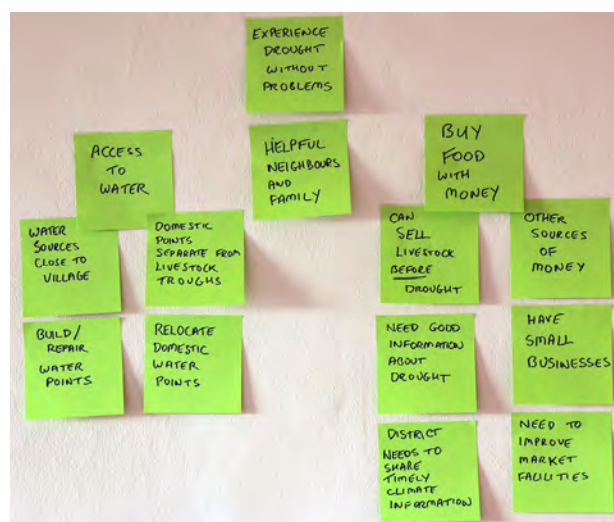 EXPERIENCE
DROUGHT
WITHOUT
PROBLEMS
ACCESS
TO
WATER
HELPFUL
NEIGHBOURS
AND
FAMILY
BUY
FOOD
WITH
MONEY
WATER
SOURCES
CLOSE TO
VILLAGE
DOMESTIC
POINTS
SEPARATE FROM
LIVESTOCK
TROUGHS
CAN
SELL
LIVESTOCK
BEFORE
DROUGHT
OTHER
SOURCES
OF
MONEY
BUILD/
REPAIR
WATER
POINTS
RELOCATE
DOMESTIC
WATER
POINTS
NEED GOOD
INFORMATION
ABOUT
DROUGHT
HAVE
SMALL
BUSINESSES
DISTRICT
NEEDS TO
SHARE
TIMELY
CLIMATE
INFORMATION
NEED TO
IMPROVE
MARKET
FACILITIES